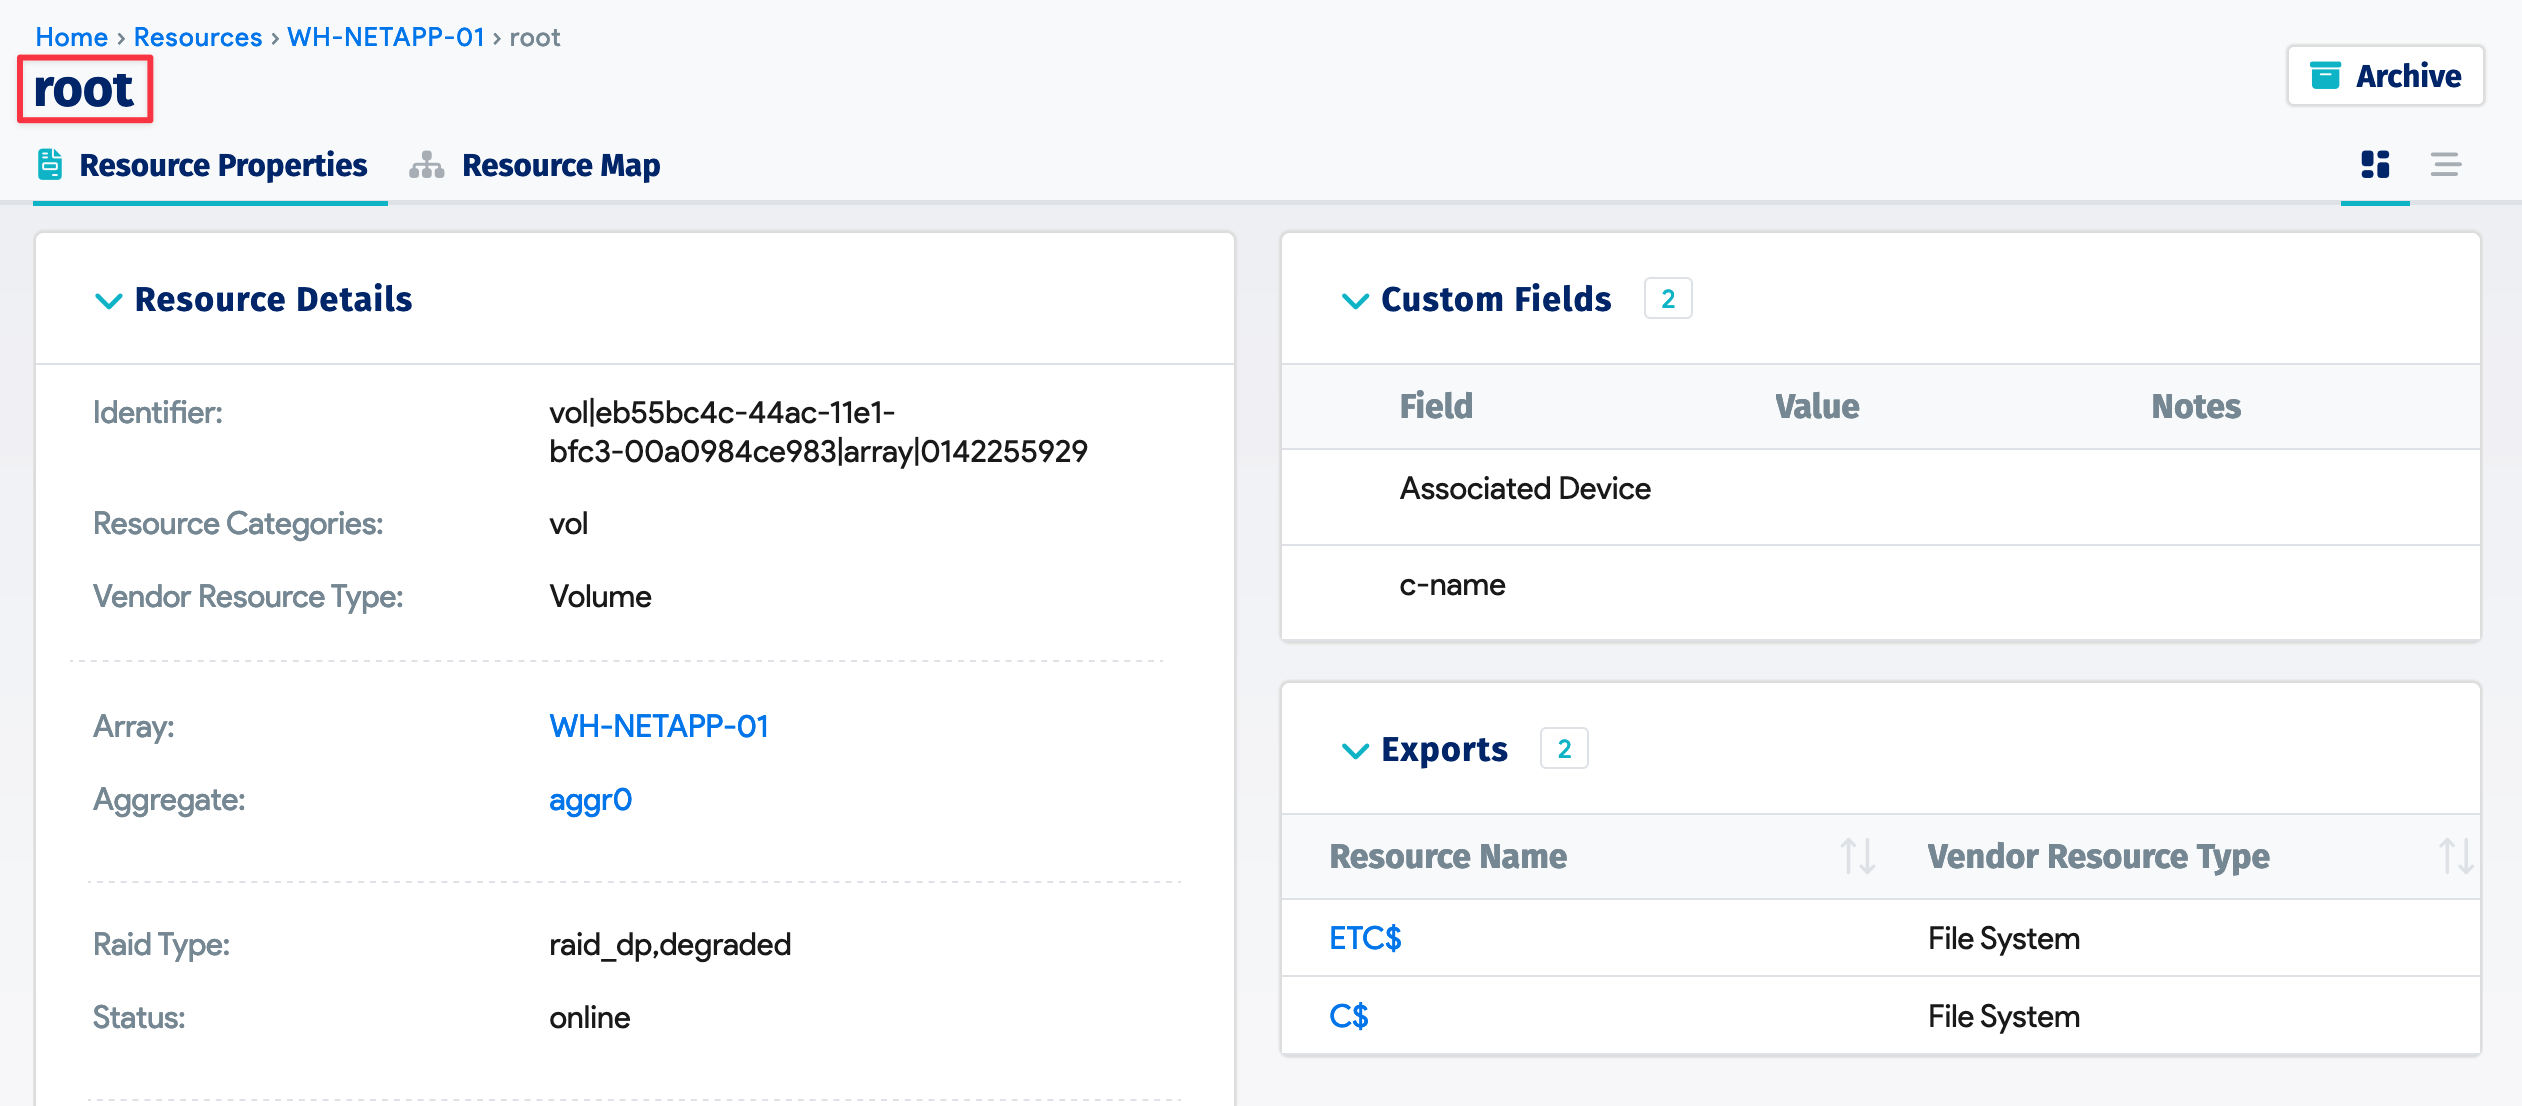 Home › Resources › WH-NETAPP-01 › root
root
Archive
Resource Properties
Resource Map
Resource Details
Identifier:
vol|eb55bc4c-44ac-11e1-
bfc3-00a0984ce983|array|0142255929
Resource Categories:
vol
Vendor Resource Type:
Volume
Array:
WH-NETAPP-01
Aggregate:
aggr0
Raid Type:
raid_dp,degraded
Status:
online
Custom Fields 2
Field Value Notes
Associated Device
c-name
Exports 2
Resource Name Vendor Resource Type
ETC$ File System
C$ File System